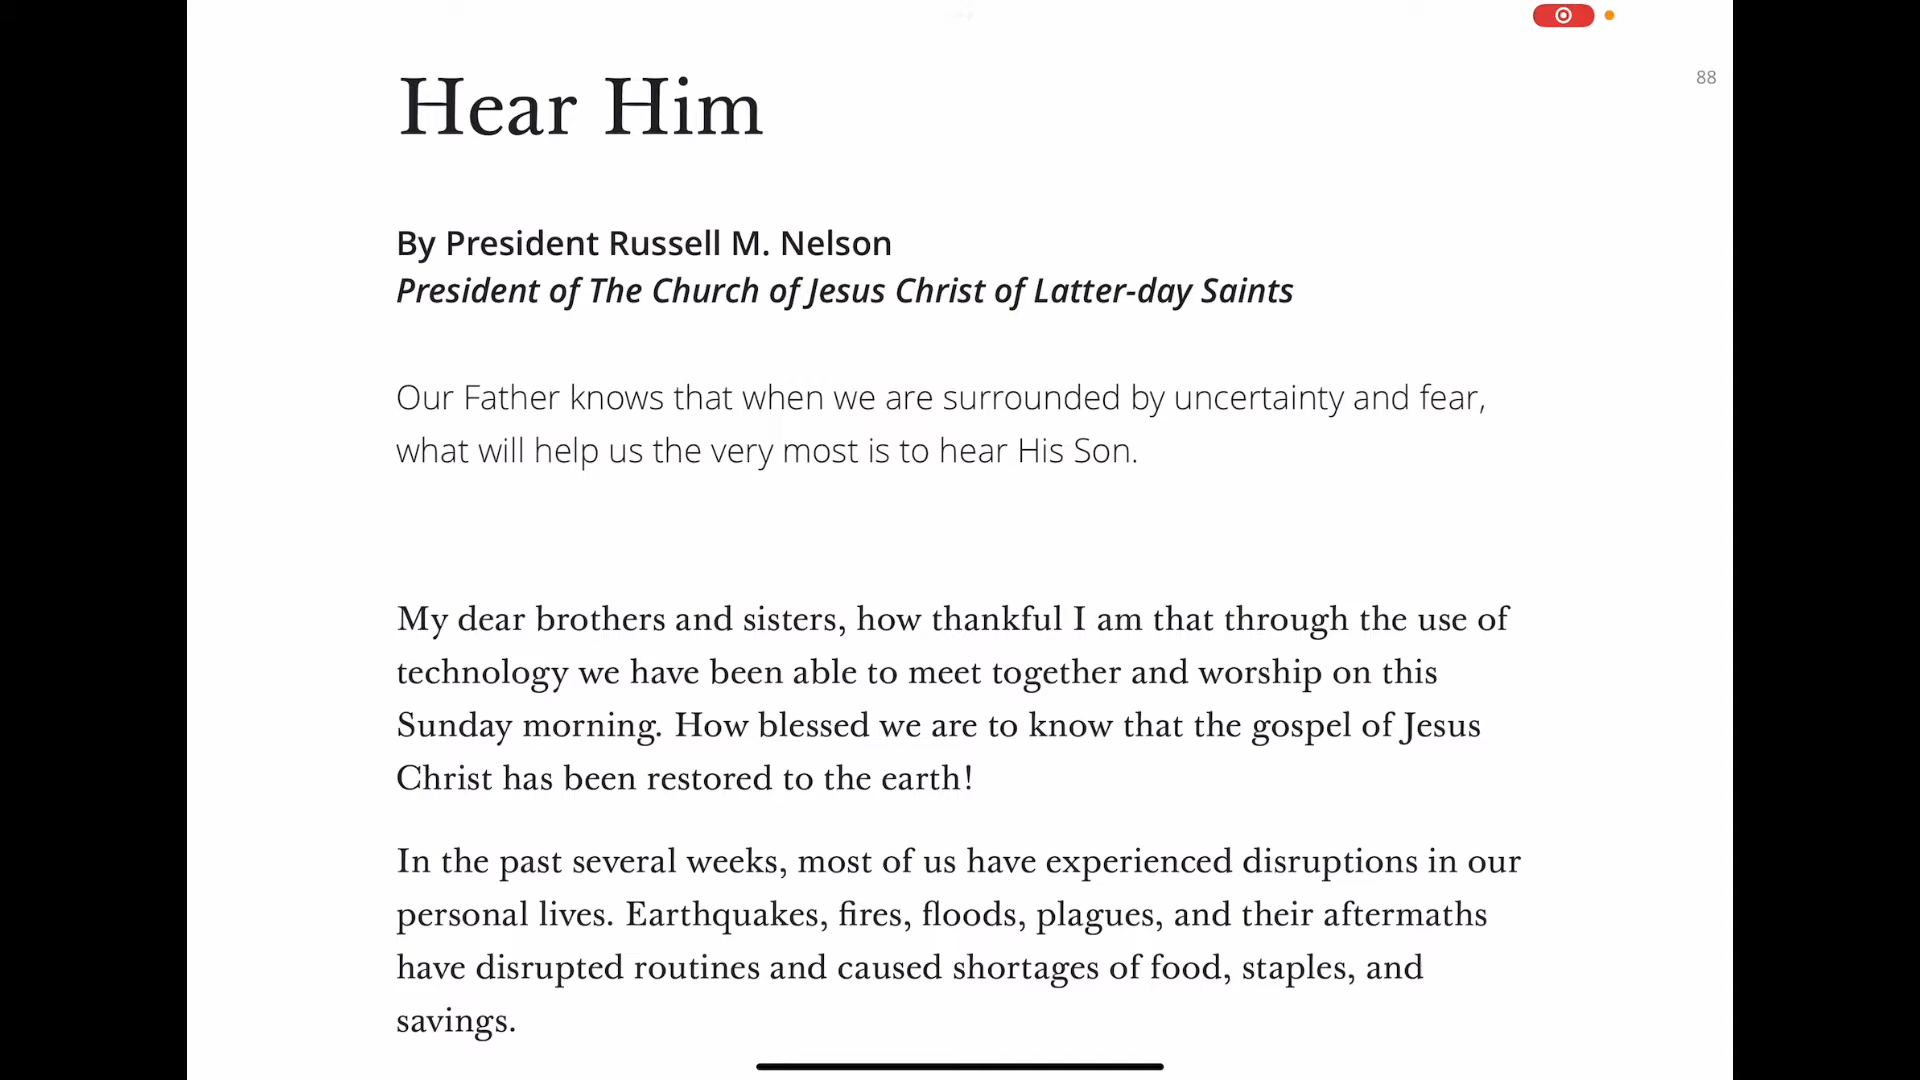 Hear Him
88
By President Russell M. Nelson
President of The Church of Jesus Christ of Latter-day Saints
Our Father knows that when we are surrounded by uncertainty and fear,
what will help us the very most is to hear His Son.
My dear brothers and sisters, how thankful I am that through the use of
technology we have been able to meet together and worship on this
Sunday morning. How blessed we are to know that the gospel of Jesus
Christ has been restored to the earth!
In the past several weeks, most of us have experienced disruptions in our
personal lives. Earthquakes, fires, floods, plagues, and their aftermaths
have disrupted routines and caused shortages of food, staples, and
savings.